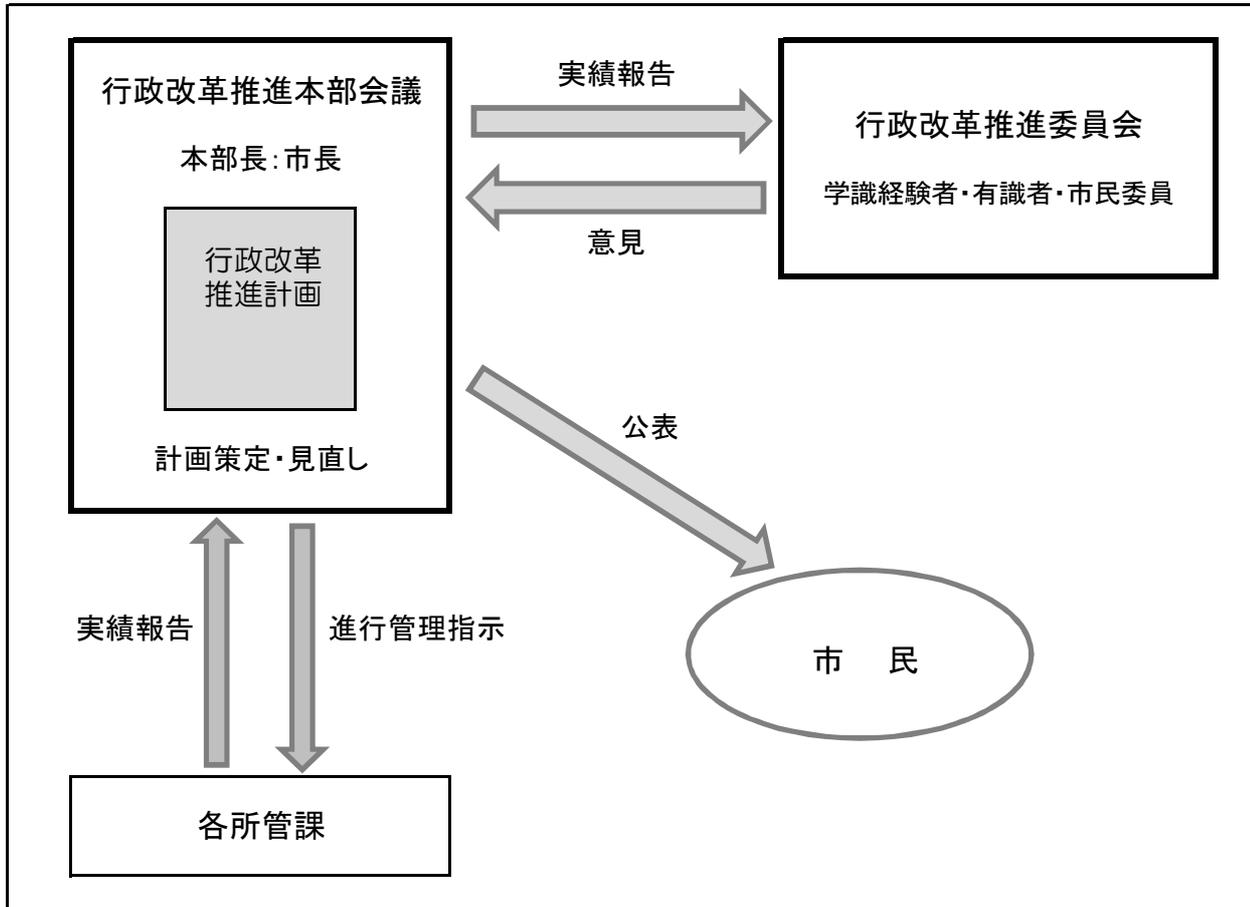 行政改革推進本部会議
本部長：市長
行政改革
推進計画
計画策定・見直し
実績報告
意見
行政改革推進委員会
学識経験者・有識者・市民委員
公表
実績報告
進行管理指示
市　民
各所管課